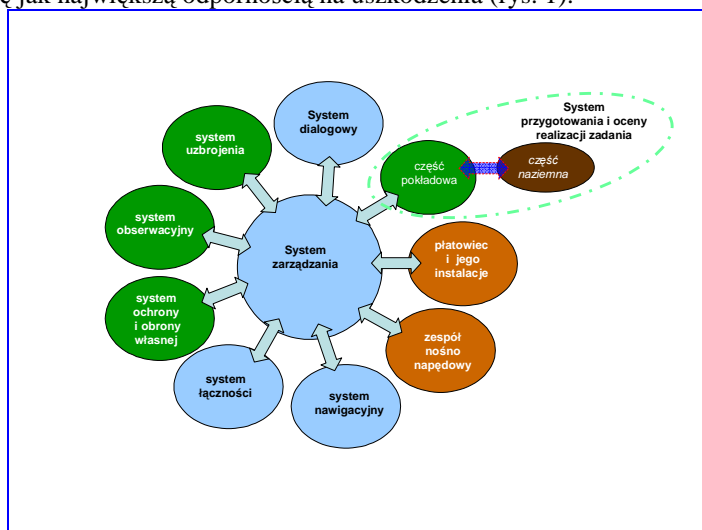 ę jak największą odpornością na uszkodzenia (rys. 1).
System
dialogowy
system
uzbrojenia
System
przygotowania i oceny
realizacji zadania
część
pokładowa
część
naziemna
system
obserwacyjny
System
zarządzania
płatowiec
i jego
instalacje
system
ochrony
i obrony
własnej
zespół
nośno
napędowy
system
łączności
system
nawigacyjny